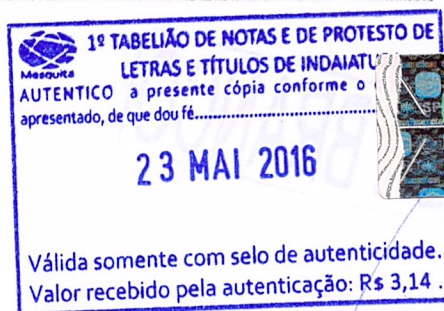 1º TABELIÃO DE NOTAS E DE PROTESTO DE
Mesquita
LETRAS E TÍTULOS DE INDAIATU
AUTENTICO a presente cópia conforme o
apresentado, de que dou fé
23 MAI 2016
Válida somente com selo de autenticidade.
Valor recebido pela autenticação: R$ 3,14 .